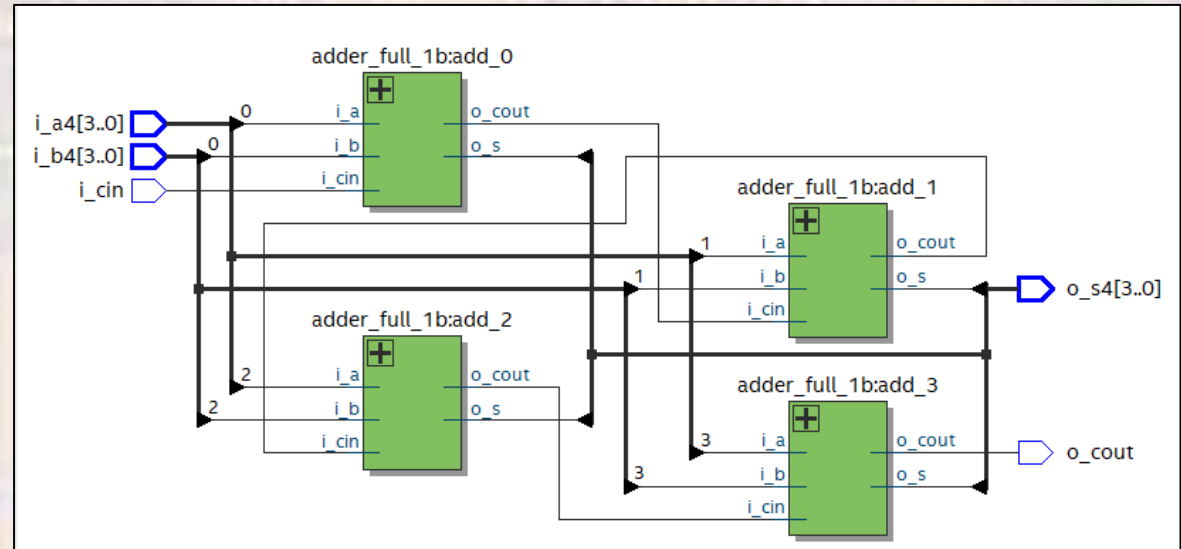 adder_full_1b:add_0
i_a4[3..0]
0
i_a
o_cout
i_b4[3..0]
0
i_b
o_s
i_cin
i_cin
adder_full_1b:add_1
1
i_a
o_cout
1
i_b
o_s
o_s4[3..0]
i_cin
adder_full_1b:add_2
2
i_a
o_cout
2
i_b
o_s
i_cin
adder_full_1b:add_3
3
i_a
o_cout
o_cout
3
i_b
o_s
i_cin